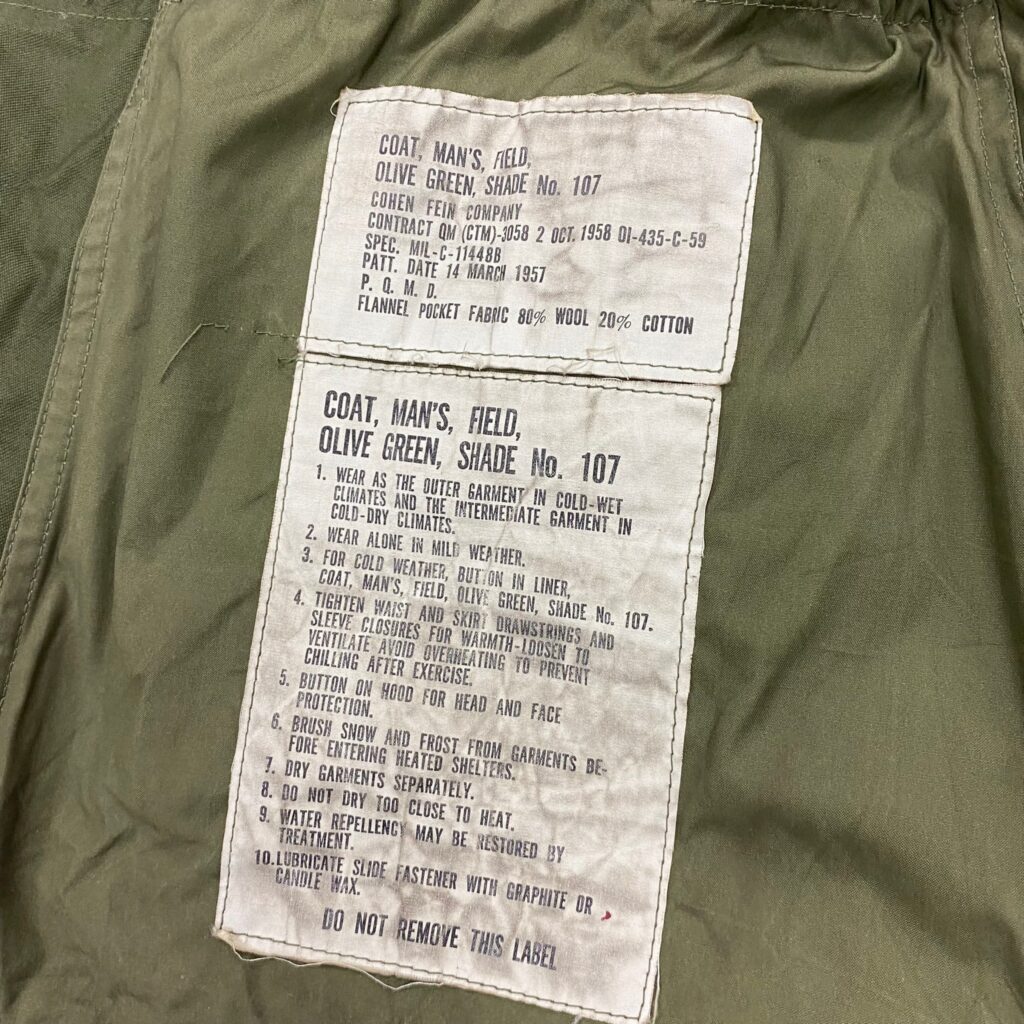 COAT, MAN'S, FIELD,
OLIVE GREEN, SHADE No. 107
COHEN FEIN COMPANY
CONTRACT QM (CTM)-3058 2 OCT. 1958 OI-435-C-59
SPEC. MIL-C-11448B
PATT. DATE 14 MARCH 1957
P. Q. M. D.
FLANNEL POCKET FABRIC 80% WOOL 20% COTTON
COAT, MAN'S, FIELD,
OLIVE GREEN, SHADE No. 107
1. WEAR AS THE OUTER GARMENT IN COLD-WET
CLIMATES AND THE INTERMEDIATE GARMENT IN
COLD-DRY CLIMATES.
2. WEAR ALONE IN MILD WEATHER.
3. FOR COLD WEATHER, BUTTON IN LINER,
COAT, MAN'S, FIELD, OLIVE GREEN, SHADE No. 107.
4. TIGHTEN WAIST AND SKIRT DRAWSTRINGS AND
SLEEVE CLOSURES FOR WARMTH-LOOSEN TO
VENTILATE AVOID OVERHEATING TO PREVENT
CHILLING AFTER EXERCISE.
5. BUTTON ON HOOD FOR HEAD AND FACE
PROTECTION.
6. BRUSH SNOW AND FROST FROM GARMENTS BE-
FORE ENTERING HEATED SHELTERS.
7. DRY GARMENTS SEPARATELY.
8. DO NOT DRY TOO CLOSE TO HEAT.
9. WATER REPELLENCY MAY BE RESTORED BY
TREATMENT.
10. LUBRICATE SLIDE FASTENER WITH GRAPHITE OR
CANDLE WAX.
DO NOT REMOVE THIS LABEL